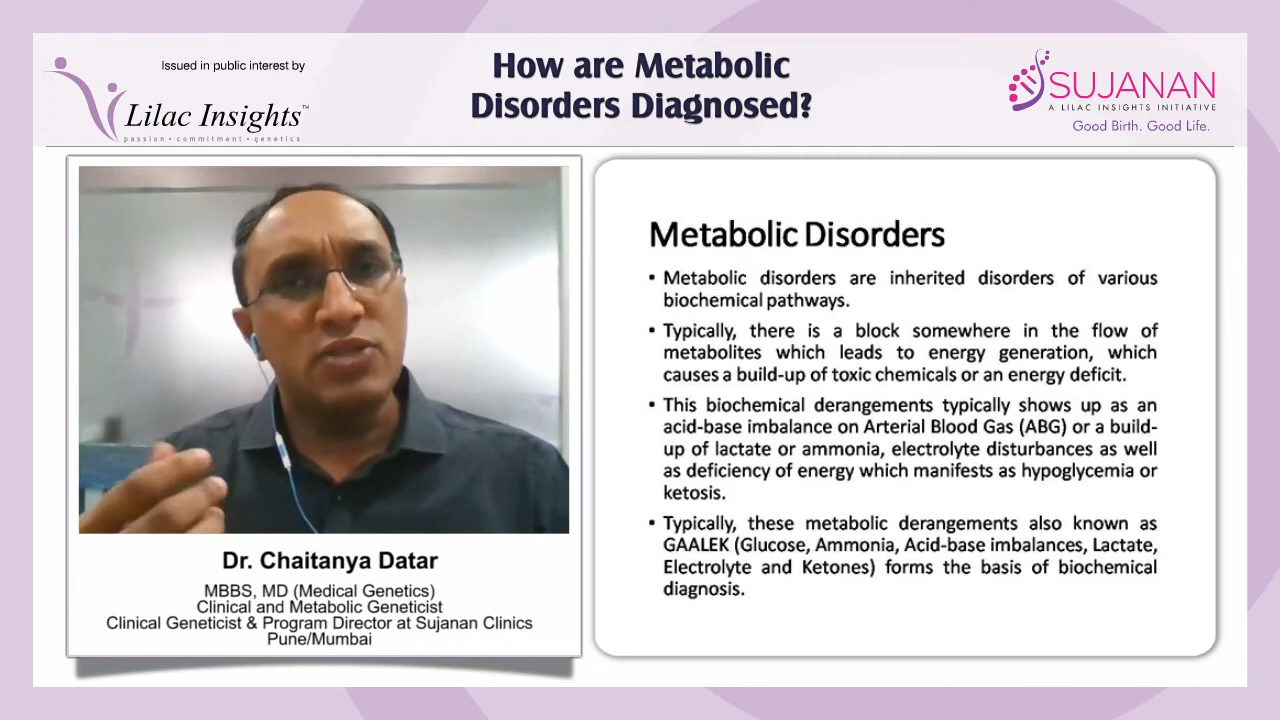 Issued in public interest by
Lilac Insights™
passion • commitment • genetics
How are Metabolic
Disorders Diagnosed?
SUJANAN
A LILAC INSIGHTS INITIATIVE
Good Birth. Good Life.
Dr. Chaitanya Datar
MBBS, MD (Medical Genetics)
Clinical and Metabolic Geneticist
Clinical Geneticist & Program Director at Sujanan Clinics
Pune/Mumbai
Metabolic Disorders
▪ Metabolic disorders are inherited disorders of various
biochemical pathways.
▪ Typically, there is a block somewhere in the flow of
metabolites which leads to energy generation, which
causes a build-up of toxic chemicals or an energy deficit.
▪ This biochemical derangements typically shows up as an
acid-base imbalance on Arterial Blood Gas (ABG) or a build-
up of lactate or ammonia, electrolyte disturbances as well
as deficiency of energy which manifests as hypoglycemia or
ketosis.
▪ Typically, these metabolic derangements also known as
GAALEK (Glucose, Ammonia, Acid-base imbalances, Lactate,
Electrolyte and Ketones) forms the basis of biochemical
diagnosis.